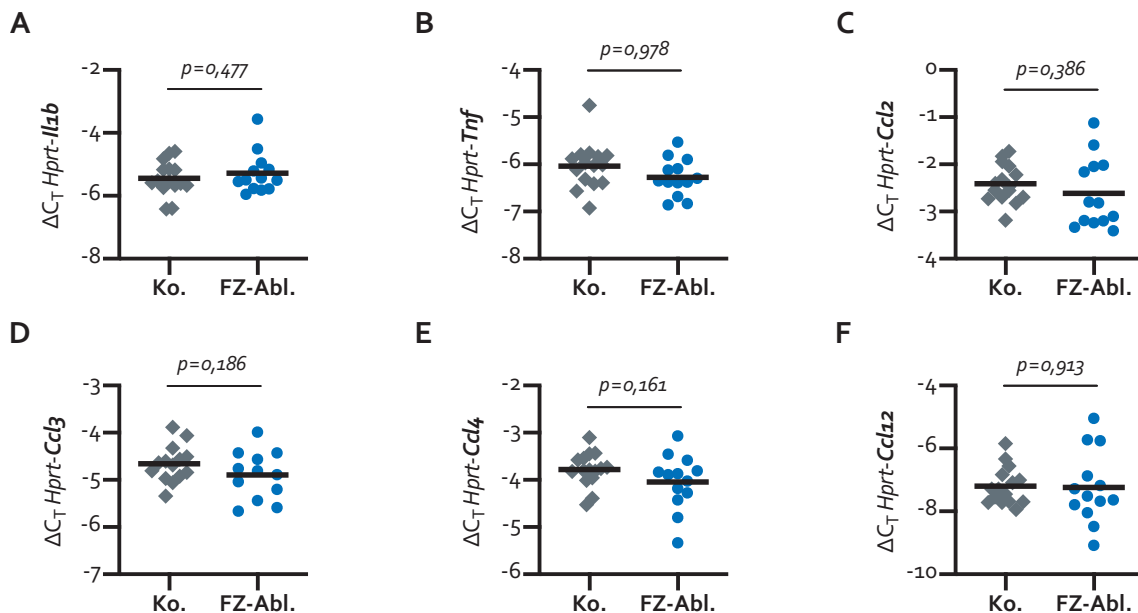 A
B
C
p=0,477
p=0,978
p=0,386
-2
-4
-6
-8
ΔCT Hprt-Il1b
Ko.
FZ-Abl.
-4
-5
-6
-7
-8
ΔCT Hprt-Tnf
Ko.
FZ-Abl.
0
-1
-2
-3
-4
ΔCT Hprt-Ccl2
Ko.
FZ-Abl.
D
E
F
p=0,186
p=0,161
p=0,913
-3
-4
-5
-6
-7
ΔCT Hprt-Ccl3
Ko.
FZ-Abl.
-2
-3
-4
-5
-6
ΔCT Hprt-Ccl4
Ko.
FZ-Abl.
-4
-6
-8
-10
ΔCT Hprt-Ccl12
Ko.
FZ-Abl.